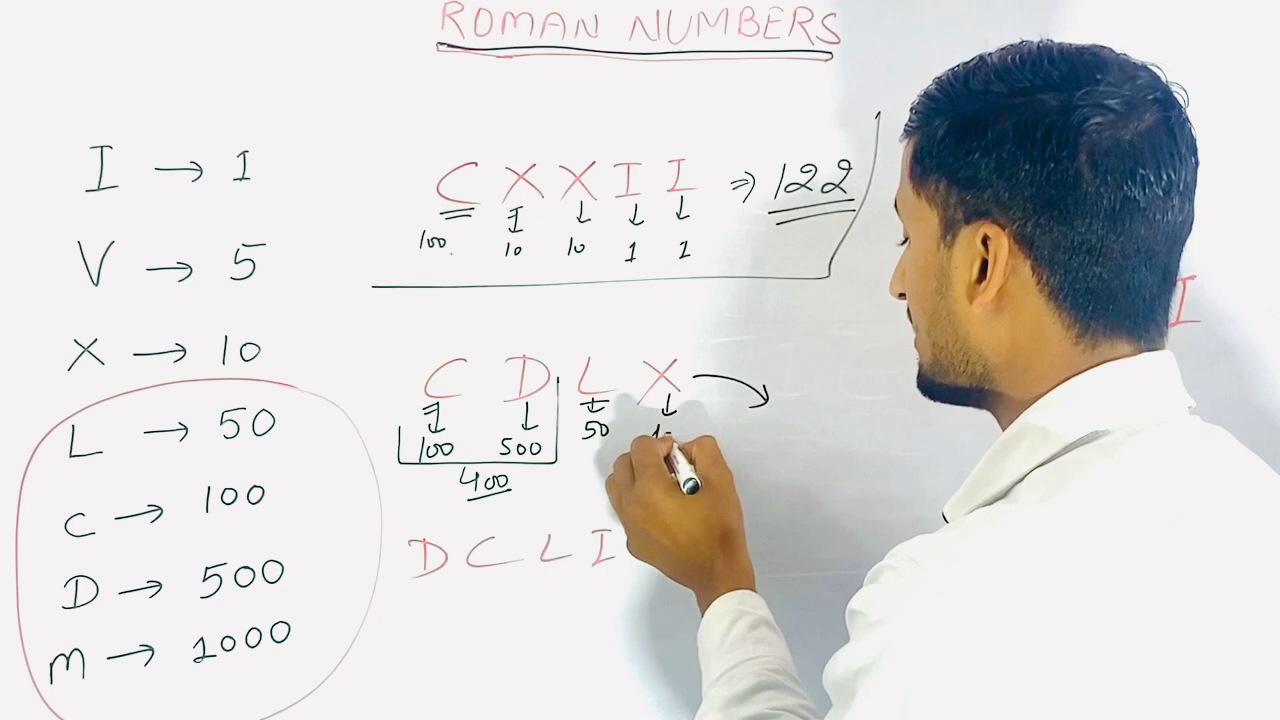 ROMAN NUMBERS
I → 1
V → 5
X → 10
L → 50
C → 100
D → 500
M → 1000
C X X I I ⇒ 122
100. 10 10 1 1
C D L X
100 500 50
400
D C L I
I